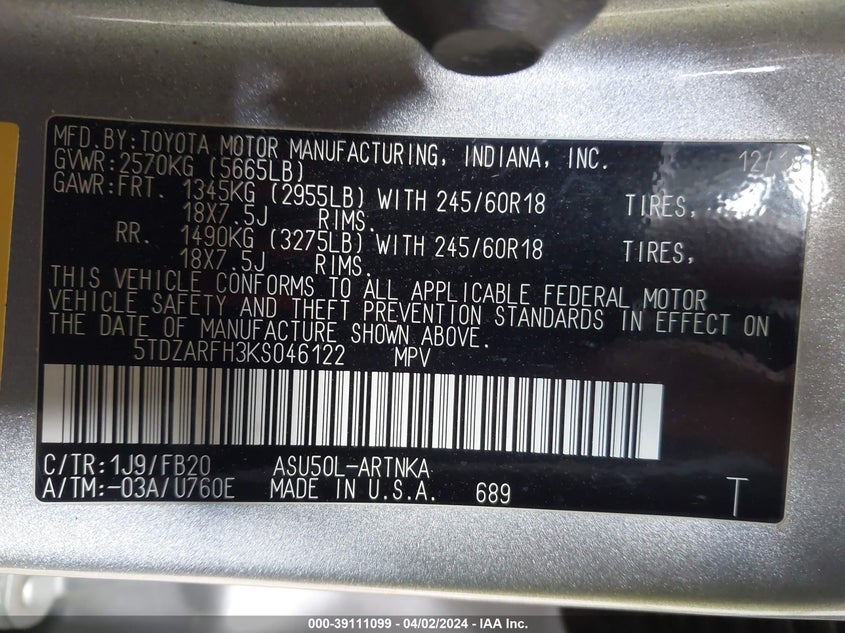 MFD.BY:TOYOTA MOTOR MANUFACTURING, INDIANA, INC. 12/18
GVWR:2570KG (5665LB)
GAWR:FRT. 1345KG (2955LB) WITH 245/60R18 TIRES,
18X7.5J RIMS.
RR. 1490KG (3275LB) WITH 245/60R18 TIRES,
18X7.5J RIMS.
THIS VEHICLE CONFORMS TO ALL APPLICABLE FEDERAL MOTOR
VEHICLE SAFETY AND THEFT PREVENTION STANDARDS IN EFFECT ON
THE DATE OF MANUFACTURE SHOWN ABOVE.
5TDZARFH3KS046122 MPV
C/TR:1J9/FB20 ASU50L-ARTNKA
A/TM:-03A/U760E MADE IN U.S.A. 689 T
000-39111099 - 04/02/2024 - IAA Inc.